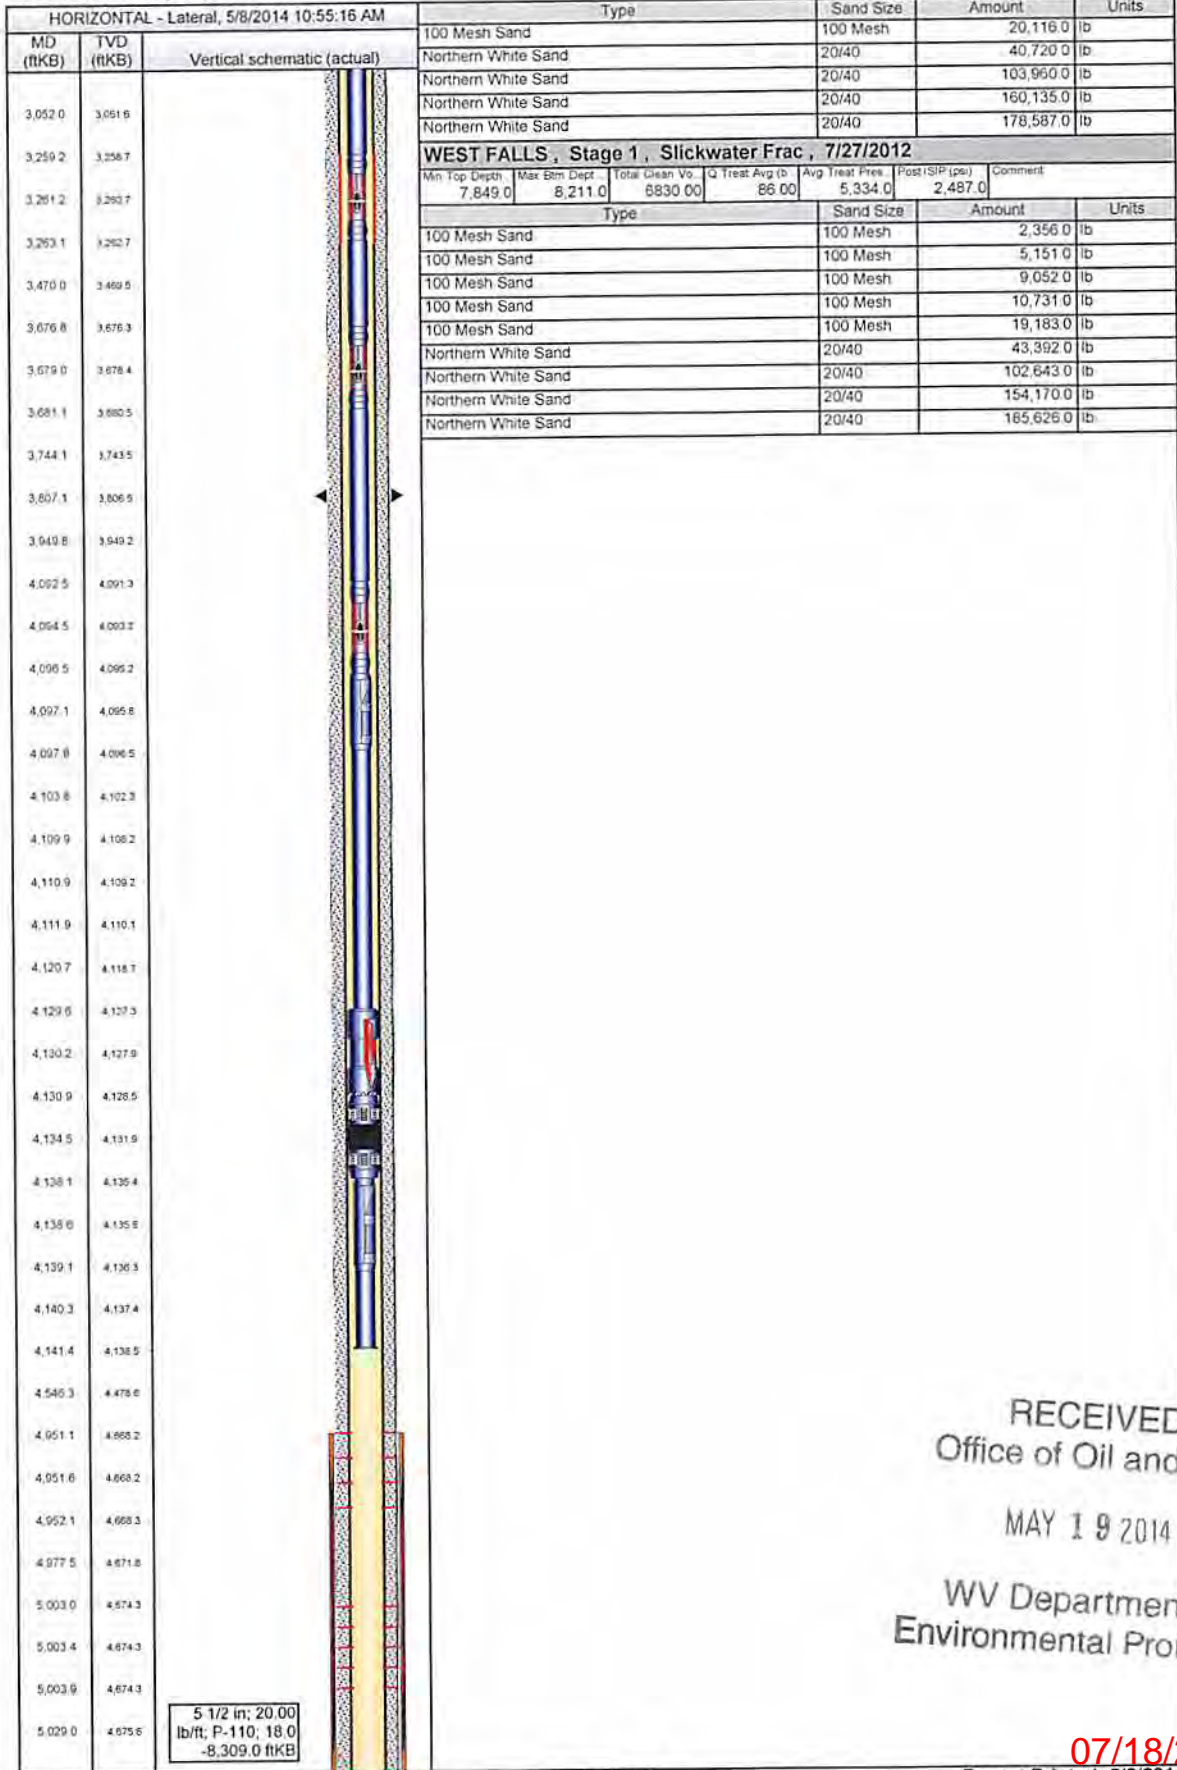 HORIZONTAL - Lateral, 5/8/2014 10:55:16 AM
MD (ftKB) TVD (ftKB) Vertical schematic (actual)
3,052.0 3,051.6
3,259.2 3,258.7
3,261.2 3,260.7
3,263.1 3,262.7
3,470.0 3,469.5
3,676.8 3,676.3
3,679.0 3,678.4
3,681.1 3,680.5
3,744.1 3,743.5
3,807.1 3,806.5
3,949.8 3,949.2
4,092.5 4,091.3
4,094.5 4,093.2
4,096.5 4,095.2
4,097.1 4,095.8
4,097.8 4,096.5
4,103.8 4,102.3
4,109.9 4,108.2
4,110.9 4,109.2
4,111.9 4,110.1
4,120.7 4,118.7
4,129.6 4,127.3
4,130.2 4,127.9
4,130.9 4,128.5
4,134.5 4,131.9
4,138.1 4,135.4
4,138.6
4,139.1 4,136.3
4,140.3 4,137.4
4,141.4 4,138.5
4,546.3 4,478.6
4,951.1 4,668.2
4,951.6 4,668.2
4,952.1 4,668.3
4,977.5 4,671.8
5,003.0 4,674.3
5,003.4 4,674.3
5,003.9 4,674.3
5,029.0 4,675.6
5 1/2 in; 20.00
lb/ft; P-110; 18.0
-8,309.0 ftKB
Type Sand Size Amount Units
100 Mesh Sand 100 Mesh 20,116.0 lb
Northern White Sand 20/40 40,720.0 lb
Northern White Sand 20/40 103,960.0 lb
Northern White Sand 20/40 160,135.0 lb
Northern White Sand 20/40 178,587.0 lb
WEST FALLS , Stage 1 , Slickwater Frac , 7/27/2012
Min Top Depth Max Btm Dept... Total Clean Vo... Q Treat Avg (b... Avg Treat Pres... Post ISIP (psi) Comment
7,849.0 8,211.0 6830.00 86.00 5,334.0 2,487.0
Type Sand Size Amount Units
100 Mesh Sand 100 Mesh 2,356.0 lb
100 Mesh Sand 100 Mesh 5,151.0 lb
100 Mesh Sand 100 Mesh 9,052.0 lb
100 Mesh Sand 100 Mesh 10,731.0 lb
100 Mesh Sand 100 Mesh 19,183.0 lb
Northern White Sand 20/40 43,392.0 lb
Northern White Sand 20/40 102,643.0 lb
Northern White Sand 20/40 154,170.0 lb
Northern White Sand 20/40 165,626.0 lb
RECEIVED
Office of Oil and
MAY 19 2014
WV Departmen
Environmental Pro
07/18/2